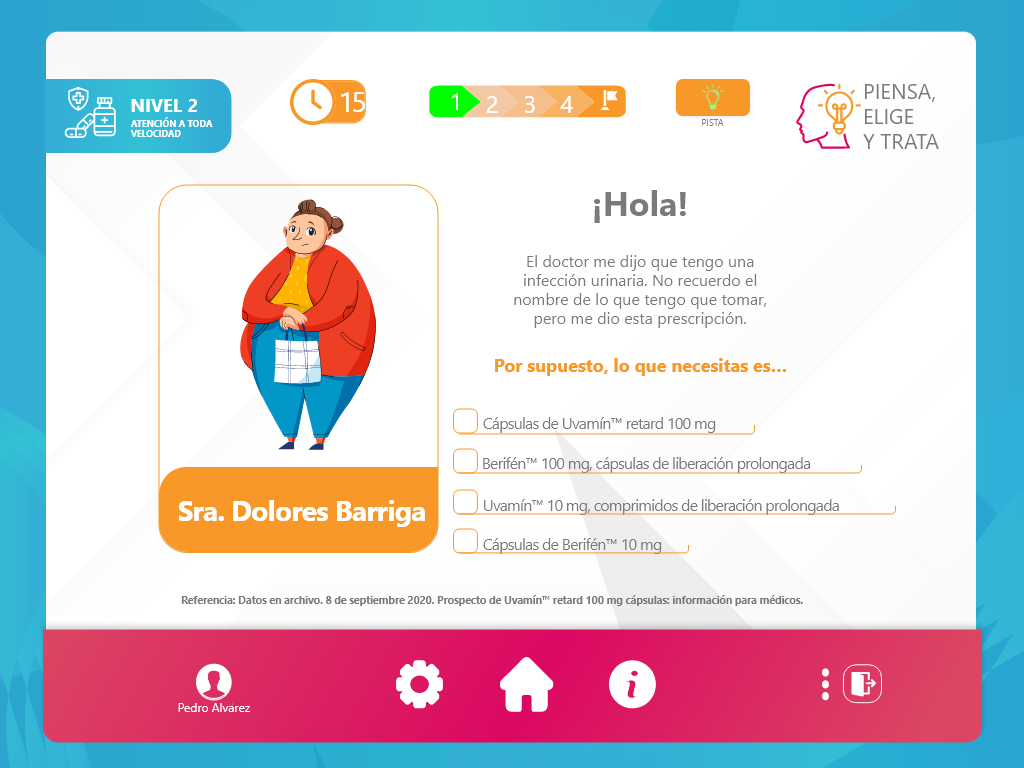 NIVEL 2
ATENCIÓN A TODA
VELOCIDAD
15
1 2 3 4
PISTA
PIENSA,
ELIGE
Y TRATA
¡Hola!
El doctor me dijo que tengo una
infección urinaria. No recuerdo el
nombre de lo que tengo que tomar,
pero me dio esta prescripción.
Por supuesto, lo que necesitas es...
Cápsulas de Uvamín™ retard 100 mg
Berifén™ 100 mg, cápsulas de liberación prolongada
Uvamín™ 10 mg, comprimidos de liberación prolongada
Cápsulas de Berifén™ 10 mg
Sra. Dolores Barriga
Referencia: Datos en archivo. 8 de septiembre 2020. Prospecto de Uvamín™ retard 100 mg cápsulas: información para médicos.
Pedro Alvarez